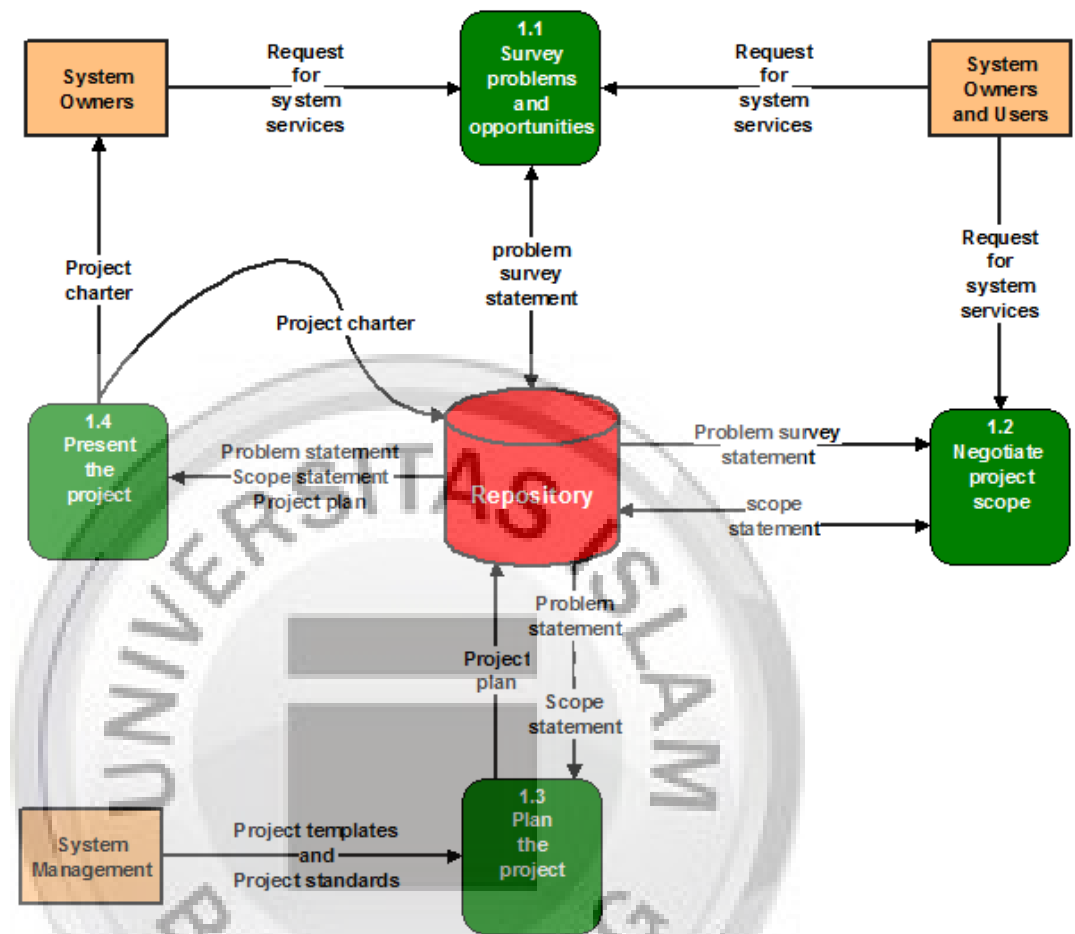 System
Owners
Request
for
system
services
1.1
Survey
problems
and
opportunities
Request
for
system
services
System
Owners
and Users
Project
charter
Project charter
problem
survey
statement
Request
for
system
services
1.4
Present
the
project
Problem statement
Scope statement
Project plan
Repository
Problem survey
statement
scope
statement
1.2
Negotiate
project
scope
Problem
statement
Project
plan
Scope
statement
System
Management
Project templates
and
Project standards
1.3
Plan
the
project
UNIVERSITAS ISLAM